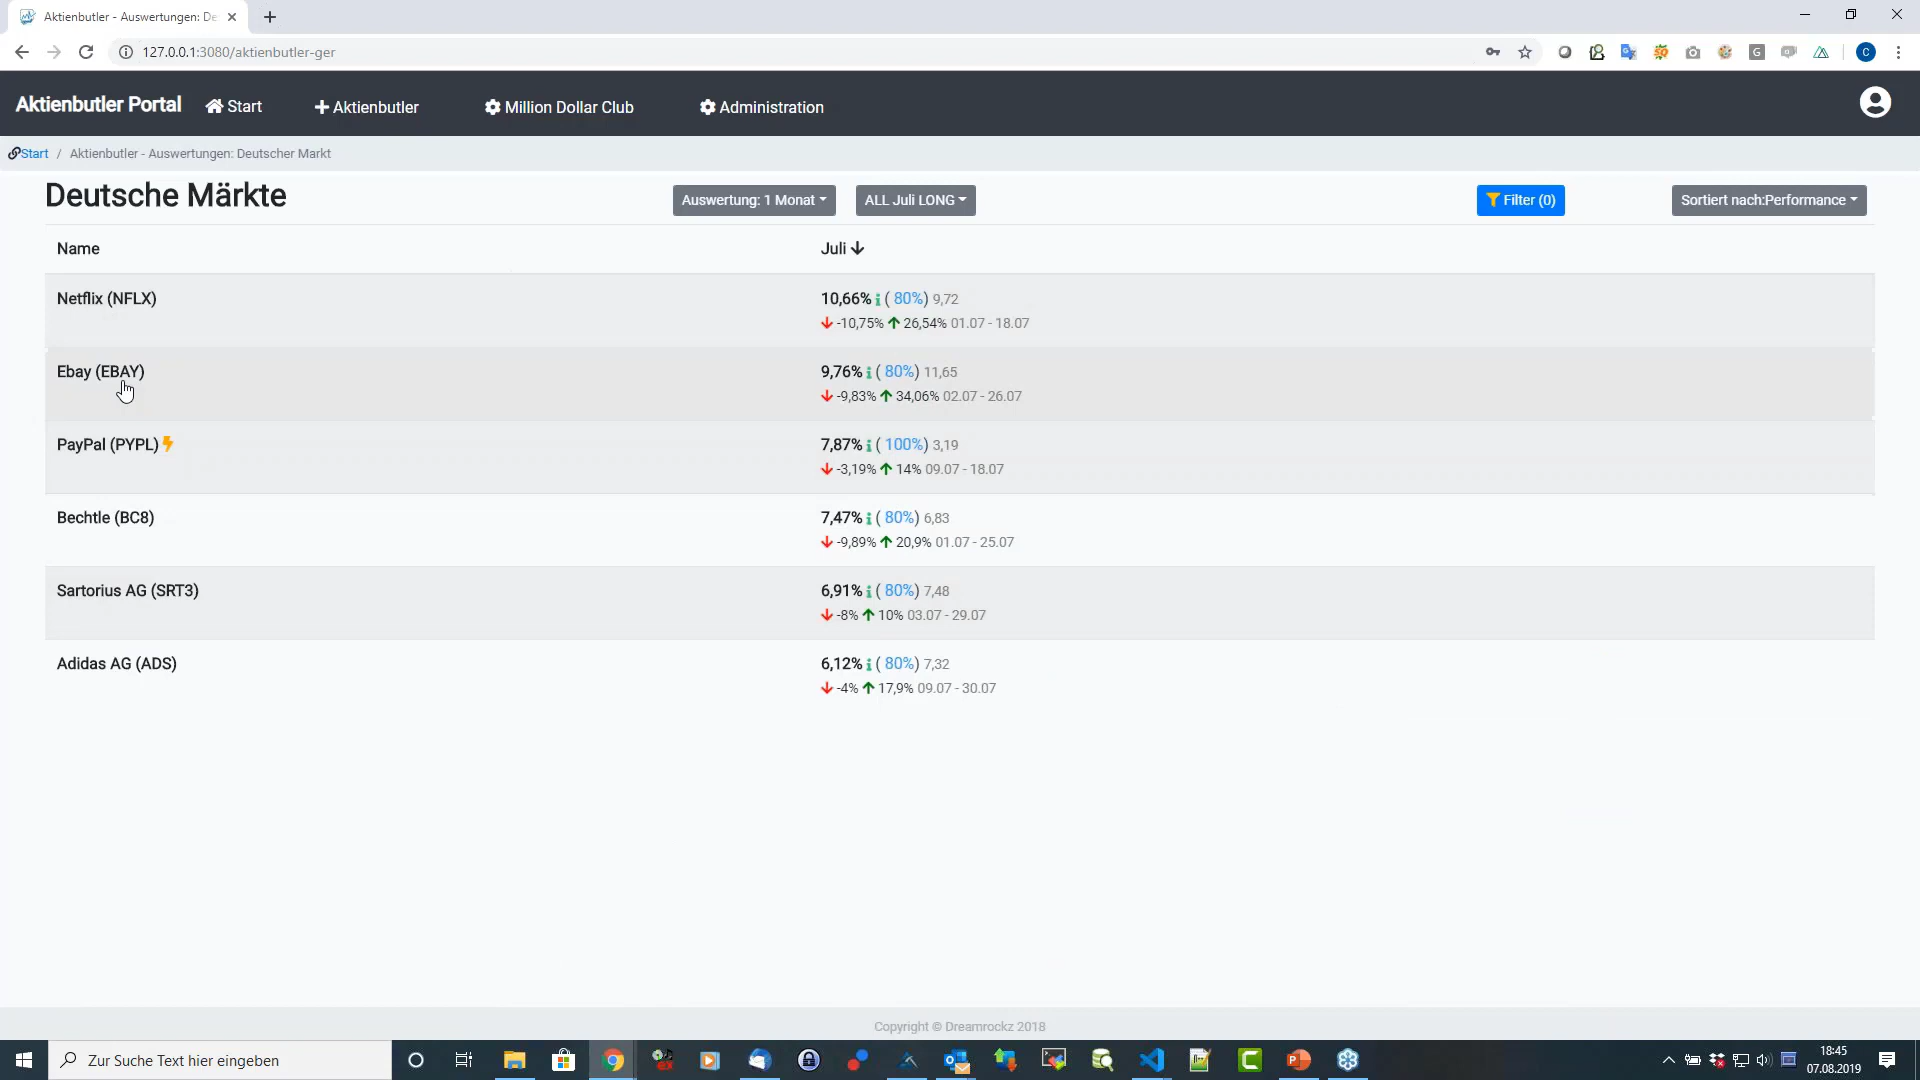 Aktienbutler - Auswertungen: De
127.0.0.1:3080/aktienbutler-ger
Aktienbutler Portal Start Aktienbutler Million Dollar Club Administration
Start / Aktienbutler - Auswertungen: Deutscher Markt
Deutsche Märkte Auswertung: 1 Monat ALL Juli LONG Filter (0) Sortiert nach:Performance
Name Juli
Netflix (NFLX) 10,66% ( 80%) 9,72
-10,75% 26,54% 01.07 - 18.07
Ebay (EBAY) 9,76% ( 80%) 11,65
-9,83% 34,06% 02.07 - 26.07
PayPal (PYPL) 7,87% ( 100%) 3,19
-3,19% 14% 09.07 - 18.07
Bechtle (BC8) 7,47% ( 80%) 6,83
-9,89% 20,9% 01.07 - 25.07
Sartorius AG (SRT3) 6,91% ( 80%) 7,48
-8% 10% 03.07 - 29.07
Adidas AG (ADS) 6,12% ( 80%) 7,32
-4% 17,9% 09.07 - 30.07
Copyright © Dreamrockz 2018
Zur Suche Text hier eingeben
18:45
07.08.2019